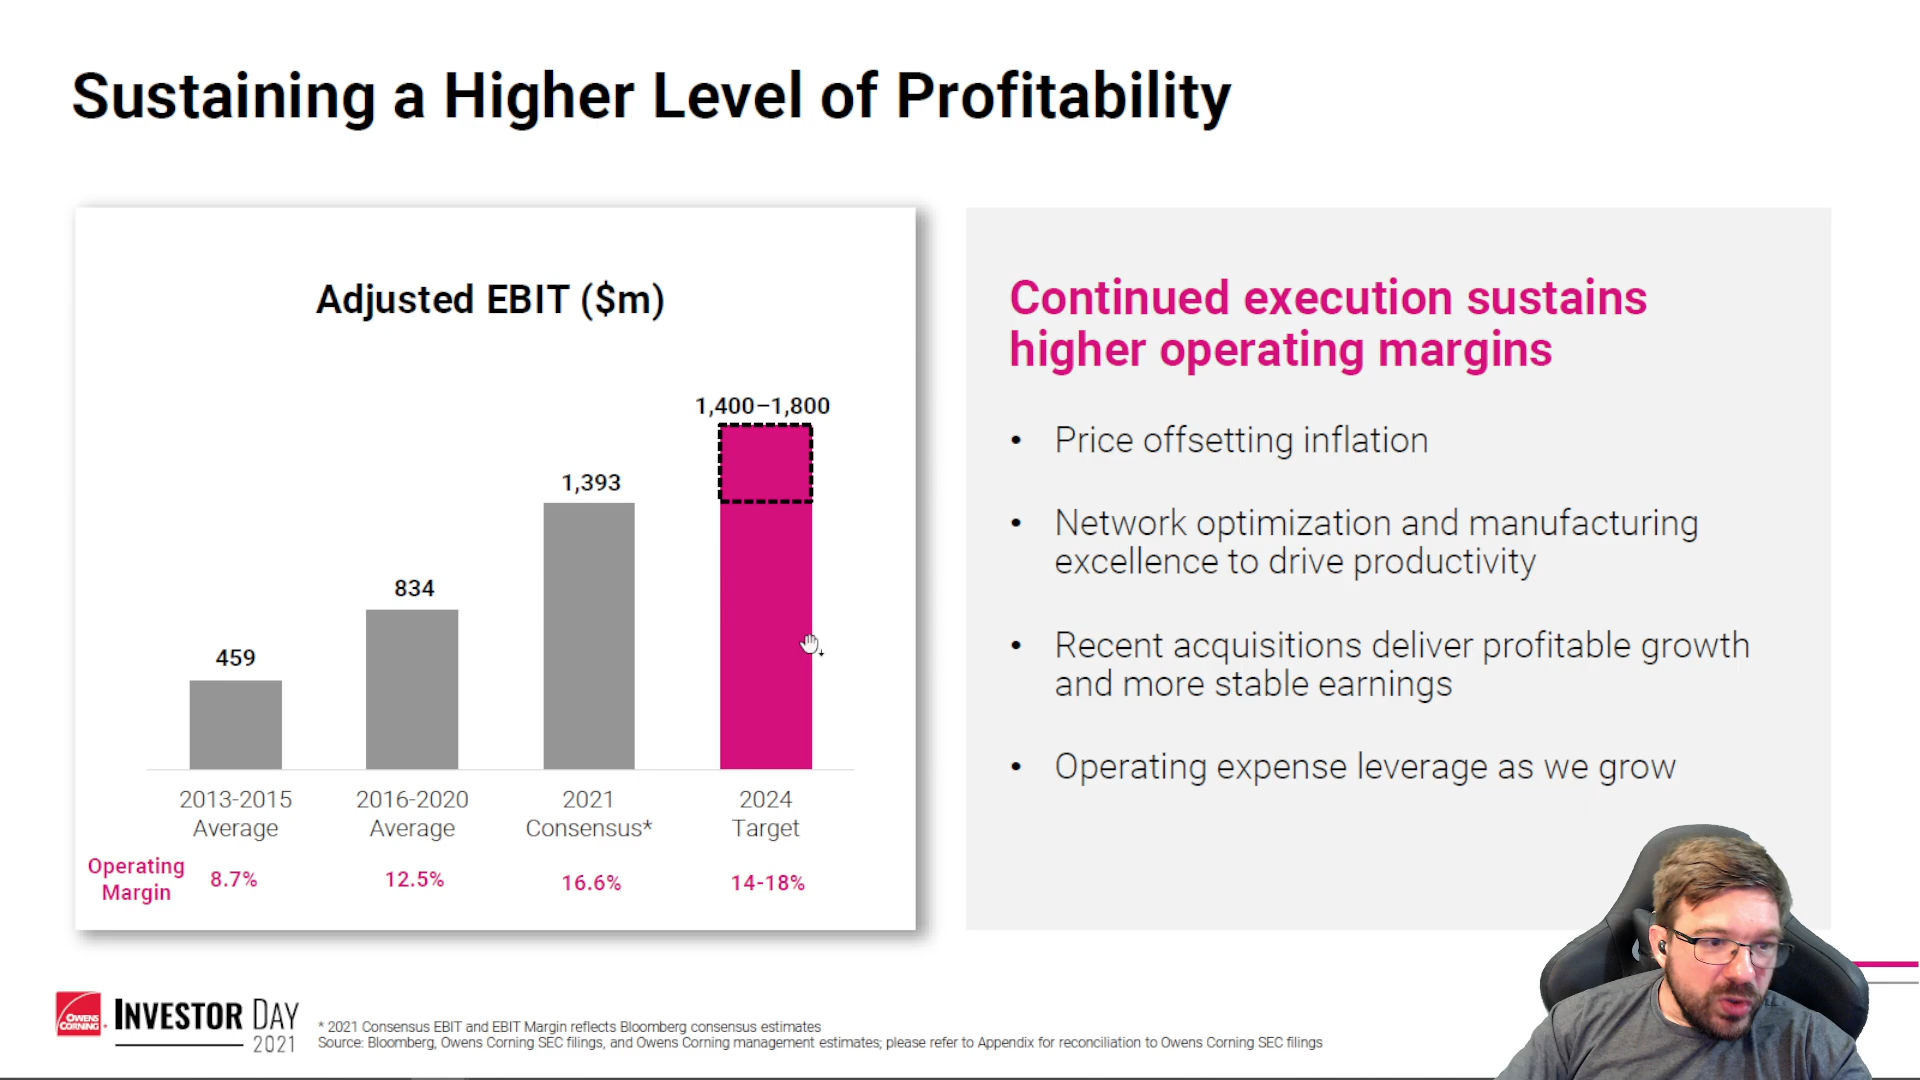 Sustaining a Higher Level of Profitability
Adjusted EBIT ($m)
1,400–1,800
1,393
834
459
2013-2015 2016-2020 2021 2024
Average Average Consensus* Target
Operating
Margin 8.7% 12.5% 16.6% 14-18%
Continued execution sustains
higher operating margins
• Price offsetting inflation
• Network optimization and manufacturing
excellence to drive productivity
• Recent acquisitions deliver profitable growth
and more stable earnings
• Operating expense leverage as we grow
OWENS
CORNING
INVESTOR DAY
2021
* 2021 Consensus EBIT and EBIT Margin reflects Bloomberg consensus estimates
Source: Bloomberg, Owens Corning SEC filings, and Owens Corning management estimates; please refer to Appendix for reconciliation to Owens Corning SEC filings